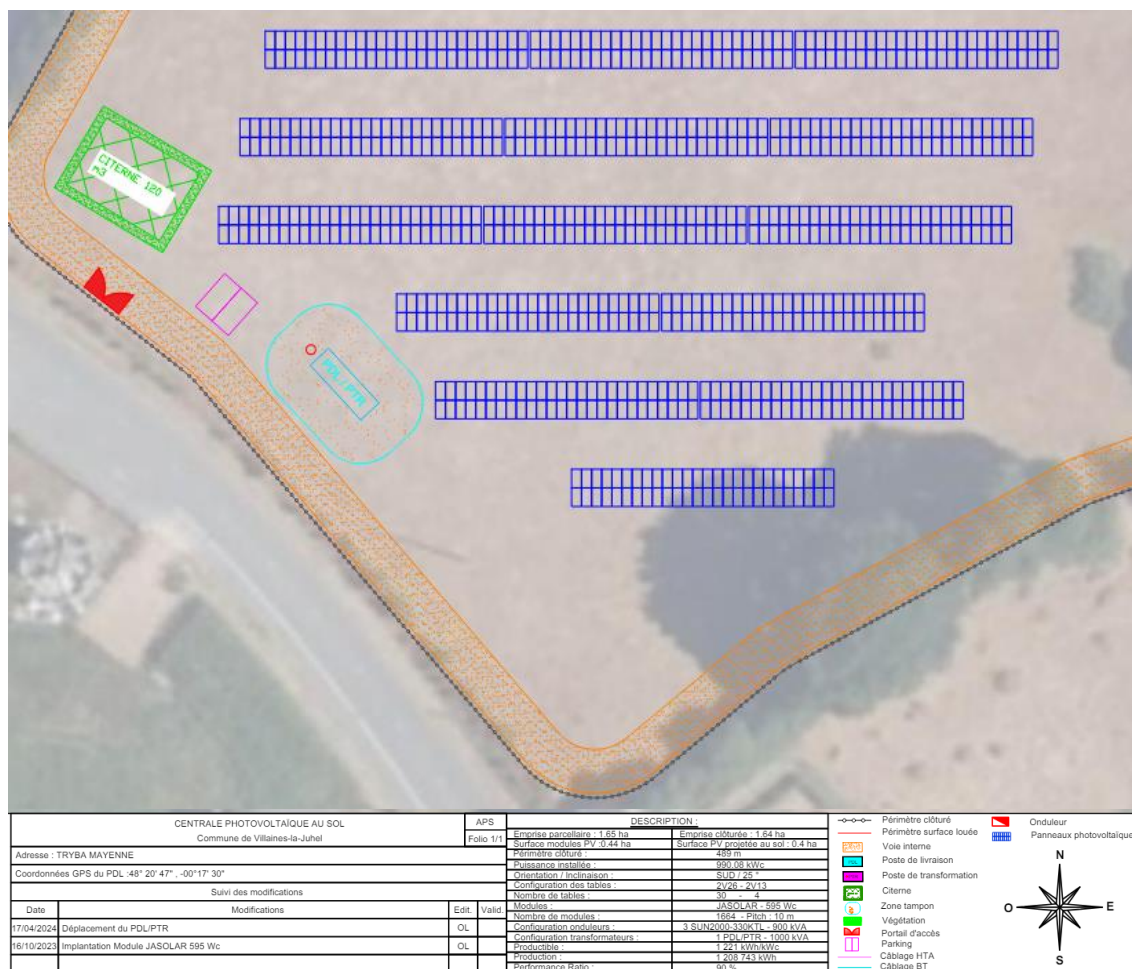 CITERNE 120
m3
PDL/PTR
CENTRALE PHOTOVOLTAÏQUE AU SOL
Commune de Villaines-la-Juhel
APS
Folio 1/1
Adresse : TRYBA MAYENNE
Coordonnées GPS du PDL :48° 20' 47" , -00°17' 30"
Suivi des modifications
Date Modifications Edit. Valid.
17/04/2024 Déplacement du PDL/PTR OL
16/10/2023 Implantation Module JASOLAR 595 Wc OL
DESCRIPTION :
Emprise parcellaire : 1.65 ha Emprise clôturée : 1.64 ha
Surface modules PV :0.44 ha Surface PV projetée au sol : 0.4 ha
Périmètre clôturé : 489 m
Puissance installée : 990.08 kWc
Orientation / Inclinaison : SUD / 25 °
Configuration des tables : 2V26 - 2V13
Nombre de tables : 30 - 4
Modules : JASOLAR - 595 Wc
Nombre de modules : 1664 - Pitch : 10 m
Configuration onduleurs : 3 SUN2000-330KTL - 900 kVA
Configuration transformateurs : 1 PDL/PTR - 1000 kVA
Productible : 1 221 kWh/kWc
Production : 1 208 743 kWh
Performance Ratio : 90 %
Périmètre clôturé
Périmètre surface louée
Voie interne
Poste de livraison
Poste de transformation
Citerne
Zone tampon
Végétation
Portail d'accès
Parking
Câblage HTA
Câblage BT
Onduleur
Panneaux photovoltaïque
N
O
E
S